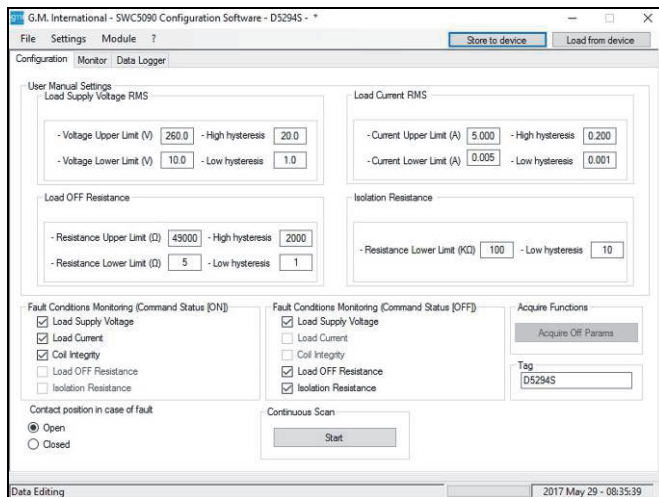 G.M. International - SWC5090 Configuration Software - D5294S - *
File Settings Module ? Store to device Load from device
Configuration Monitor Data Logger
User Manual Settings
Load Supply Voltage RMS
- Voltage Upper Limit (V) 260.0 - High hysteresis 20.0
- Voltage Lower Limit (V) 10.0 - Low hysteresis 1.0
Load Current RMS
- Current Upper Limit (A) 5.000 - High hysteresis 0.200
- Current Lower Limit (A) 0.005 - Low hysteresis 0.001
Load OFF Resistance
- Resistance Upper Limit (Ω) 49000 - High hysteresis 2000
- Resistance Lower Limit (Ω) 5 - Low hysteresis 1
Isolation Resistance
- Resistance Lower Limit (KΩ) 100 - Low hysteresis 10
Fault Conditions Monitoring (Command Status [ON])
Load Supply Voltage
Load Current
Coil Integrity
Load OFF Resistance
Isolation Resistance
Fault Conditions Monitoring (Command Status [OFF])
Load Supply Voltage
Load Current
Coil Integrity
Load OFF Resistance
Isolation Resistance
Acquire Functions
Acquire Off Params
Tag
D5294S
Contact position in case of fault
Open
Closed
Continuous Scan
Start
Data Editing 2017 May 29 - 08:35:39